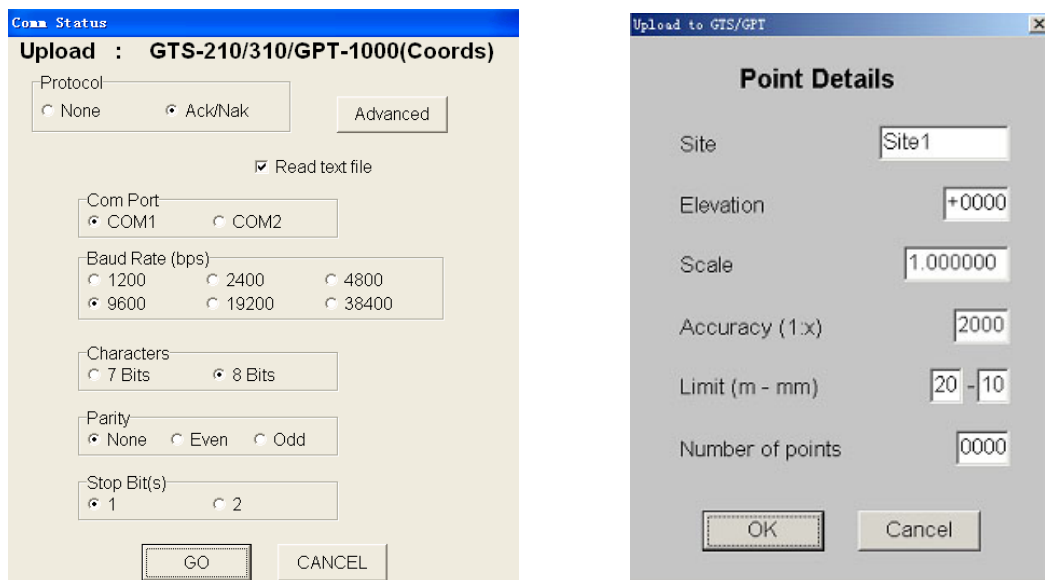 Comm Status
Upload : GTS-210/310/GPT-1000(Coords)
Protocol
None Ack/Nak
Advanced
Read text file
Com Port
COM1 COM2
Baud Rate (bps)
1200 2400 4800
9600 19200 38400
Characters
7 Bits 8 Bits
Parity
None Even Odd
Stop Bit(s)
1 2
GO CANCEL
Upload to GTS/GPT
Point Details
Site Site1
Elevation +0000
Scale 1.000000
Accuracy (1:x) 2000
Limit (m - mm) 20 - 10
Number of points 0000
OK Cancel